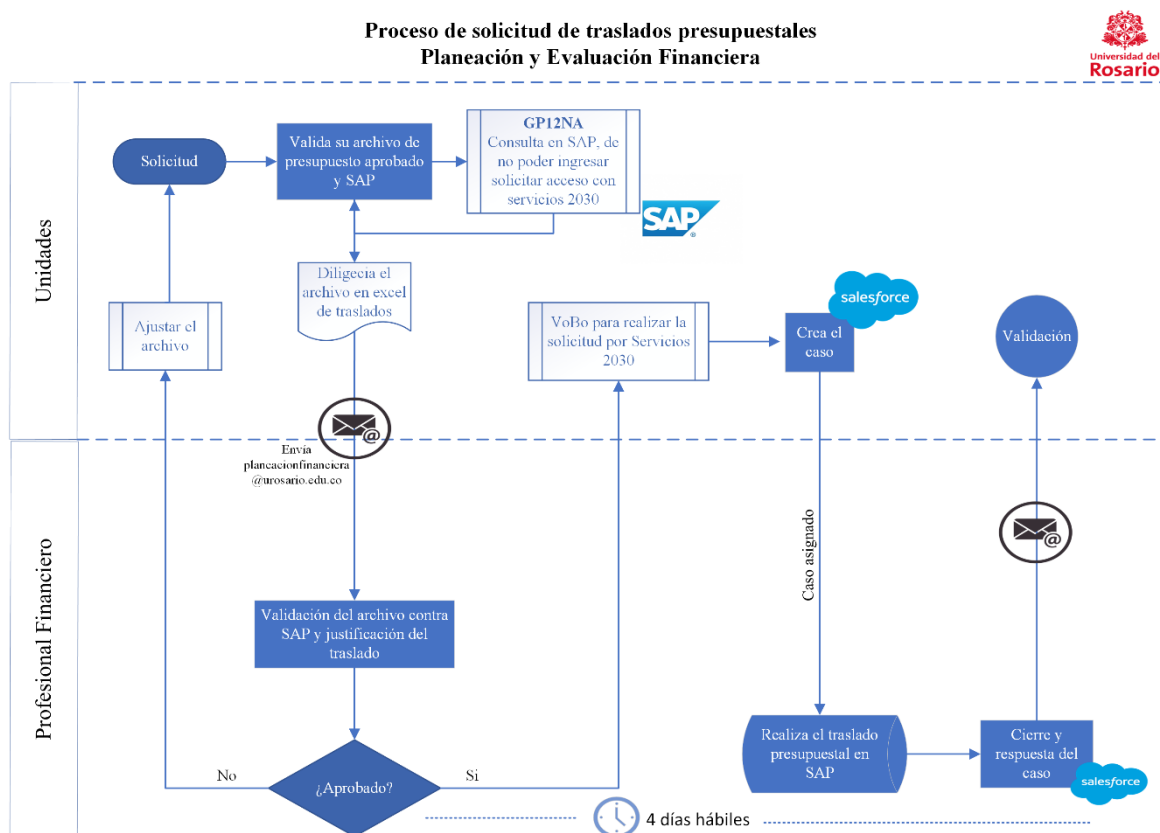 Proceso de solicitud de traslados presupuestales
Planeación y Evaluación Financiera
Universidad del
Rosario
Unidades
Solicitud
Valida su archivo de
presupuesto aprobado
y SAP
GP12NA
Consulta en SAP, de
no poder ingresar
solicitar acceso con
servicios 2030
SAP
®
Diligecia el
archivo en excel
de traslados
Ajustar el
archivo
VoBo para realizar la
solicitud por Servicios
2030
salesforce
Crea el
caso
Validación
@
Envía
planeacionfinanciera
@urosario.edu.co
Profesional Financiero
Caso asignado
@
Validación del archivo contra
SAP y justificación del
traslado
¿Aprobado?
No
Si
Realiza el traslado
presupuestal en
SAP
Cierre y
respuesta del
caso
salesforce
4 días hábiles